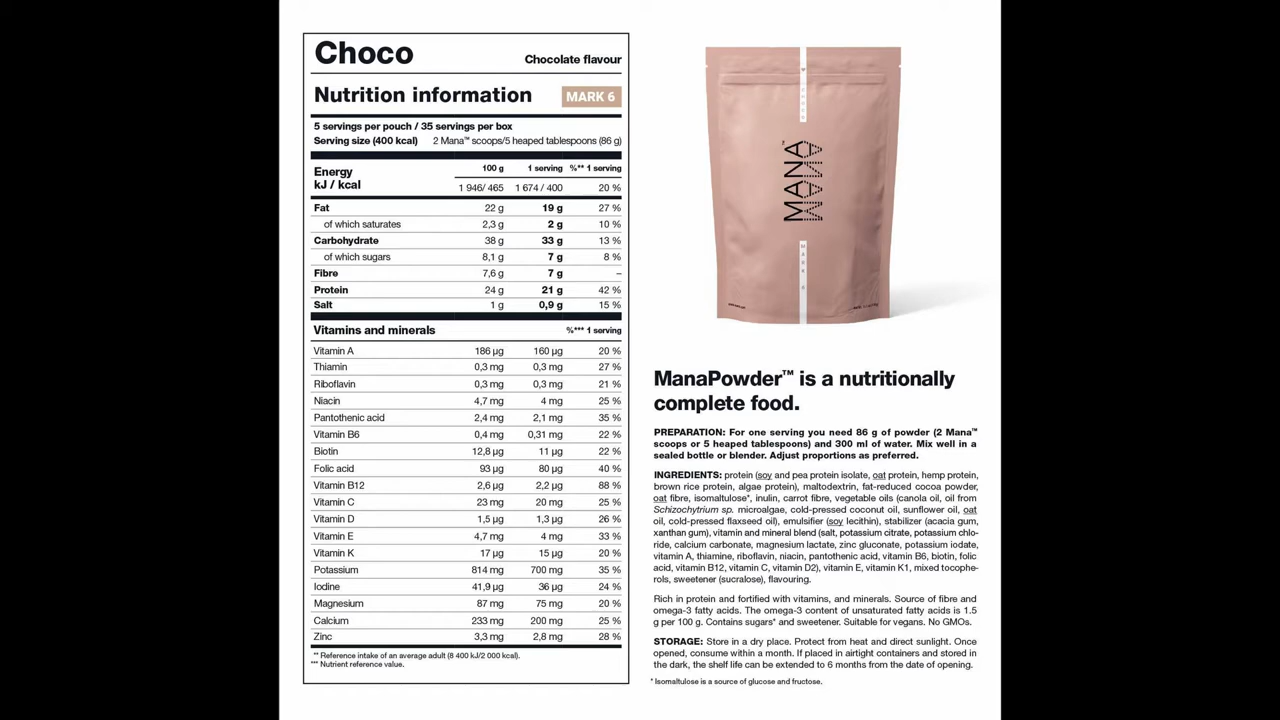 Choco
Chocolate flavour
Nutrition information MARK 6
5 servings per pouch / 35 servings per box
Serving size (400 kcal) 2 Mana™ scoops/5 heaped tablespoons (86 g)
Energy 100 g 1 serving %** 1 serving
kJ / kcal 1 946/ 465 1 674 / 400 20 %
Fat 22 g 19 g 27 %
of which saturates 2,3 g 2 g 10 %
Carbohydrate 38 g 33 g 13 %
of which sugars 8,1 g 7 g 8 %
Fibre 7,6 g 7 g –
Protein 24 g 21 g 42 %
Salt 1 g 0,9 g 15 %
Vitamins and minerals %*** 1 serving
Vitamin A 186 µg 160 µg 20 %
Thiamin 0,3 mg 0,3 mg 27 %
Riboflavin 0,3 mg 0,3 mg 21 %
Niacin 4,7 mg 4 mg 25 %
Pantothenic acid 2,4 mg 2,1 mg 35 %
Vitamin B6 0,4 mg 0,31 mg 22 %
Biotin 12,8 µg 11 µg 22 %
Folic acid 93 µg 80 µg 40 %
Vitamin B12 2,6 µg 2,2 µg 88 %
Vitamin C 23 mg 20 mg 25 %
Vitamin D 1,5 µg 1,3 µg 26 %
Vitamin E 4,7 mg 4 mg 33 %
Vitamin K 17 µg 15 µg 20 %
Potassium 814 mg 700 mg 35 %
Iodine 41,9 µg 36 µg 24 %
Magnesium 87 mg 75 mg 20 %
Calcium 233 mg 200 mg 25 %
Zinc 3,3 mg 2,8 mg 28 %
** Reference intake of an average adult (8 400 kJ/2 000 kcal).
*** Nutrient reference value.
CHOCO
MANA™
MANA
MARK 6
ManaPowder™ is a nutritionally
complete food.
PREPARATION: For one serving you need 86 g of powder (2 Mana™
scoops or 5 heaped tablespoons) and 300 ml of water. Mix well in a
sealed bottle or blender. Adjust proportions as preferred.
INGREDIENTS: protein (soy and pea protein isolate, oat protein, hemp protein,
brown rice protein, algae protein), maltodextrin, fat-reduced cocoa powder,
oat fibre, isomaltulose*, inulin, carrot fibre, vegetable oils (canola oil, oil from
Schizochytrium sp. microalgae, cold-pressed coconut oil, sunflower oil, oat
oil, cold-pressed flaxseed oil), emulsifier (soy lecithin), stabilizer (acacia gum,
xanthan gum), vitamin and mineral blend (salt, potassium citrate, potassium chlo-
ride, calcium carbonate, magnesium lactate, zinc gluconate, potassium iodate,
vitamin A, thiamine, riboflavin, niacin, pantothenic acid, vitamin B6, biotin, folic
acid, vitamin B12, vitamin C, vitamin D2), vitamin E, vitamin K1, mixed tocophe-
rols, sweetener (sucralose), flavouring.
Rich in protein and fortified with vitamins, and minerals. Source of fibre and
omega-3 fatty acids. The omega-3 content of unsaturated fatty acids is 1.5
g per 100 g. Contains sugars* and sweetener. Suitable for vegans. No GMOs.
STORAGE: Store in a dry place. Protect from heat and direct sunlight. Once
opened, consume within a month. If placed in airtight containers and stored in
the dark, the shelf life can be extended to 6 months from the date of opening.
* Isomaltulose is a source of glucose and fructose.